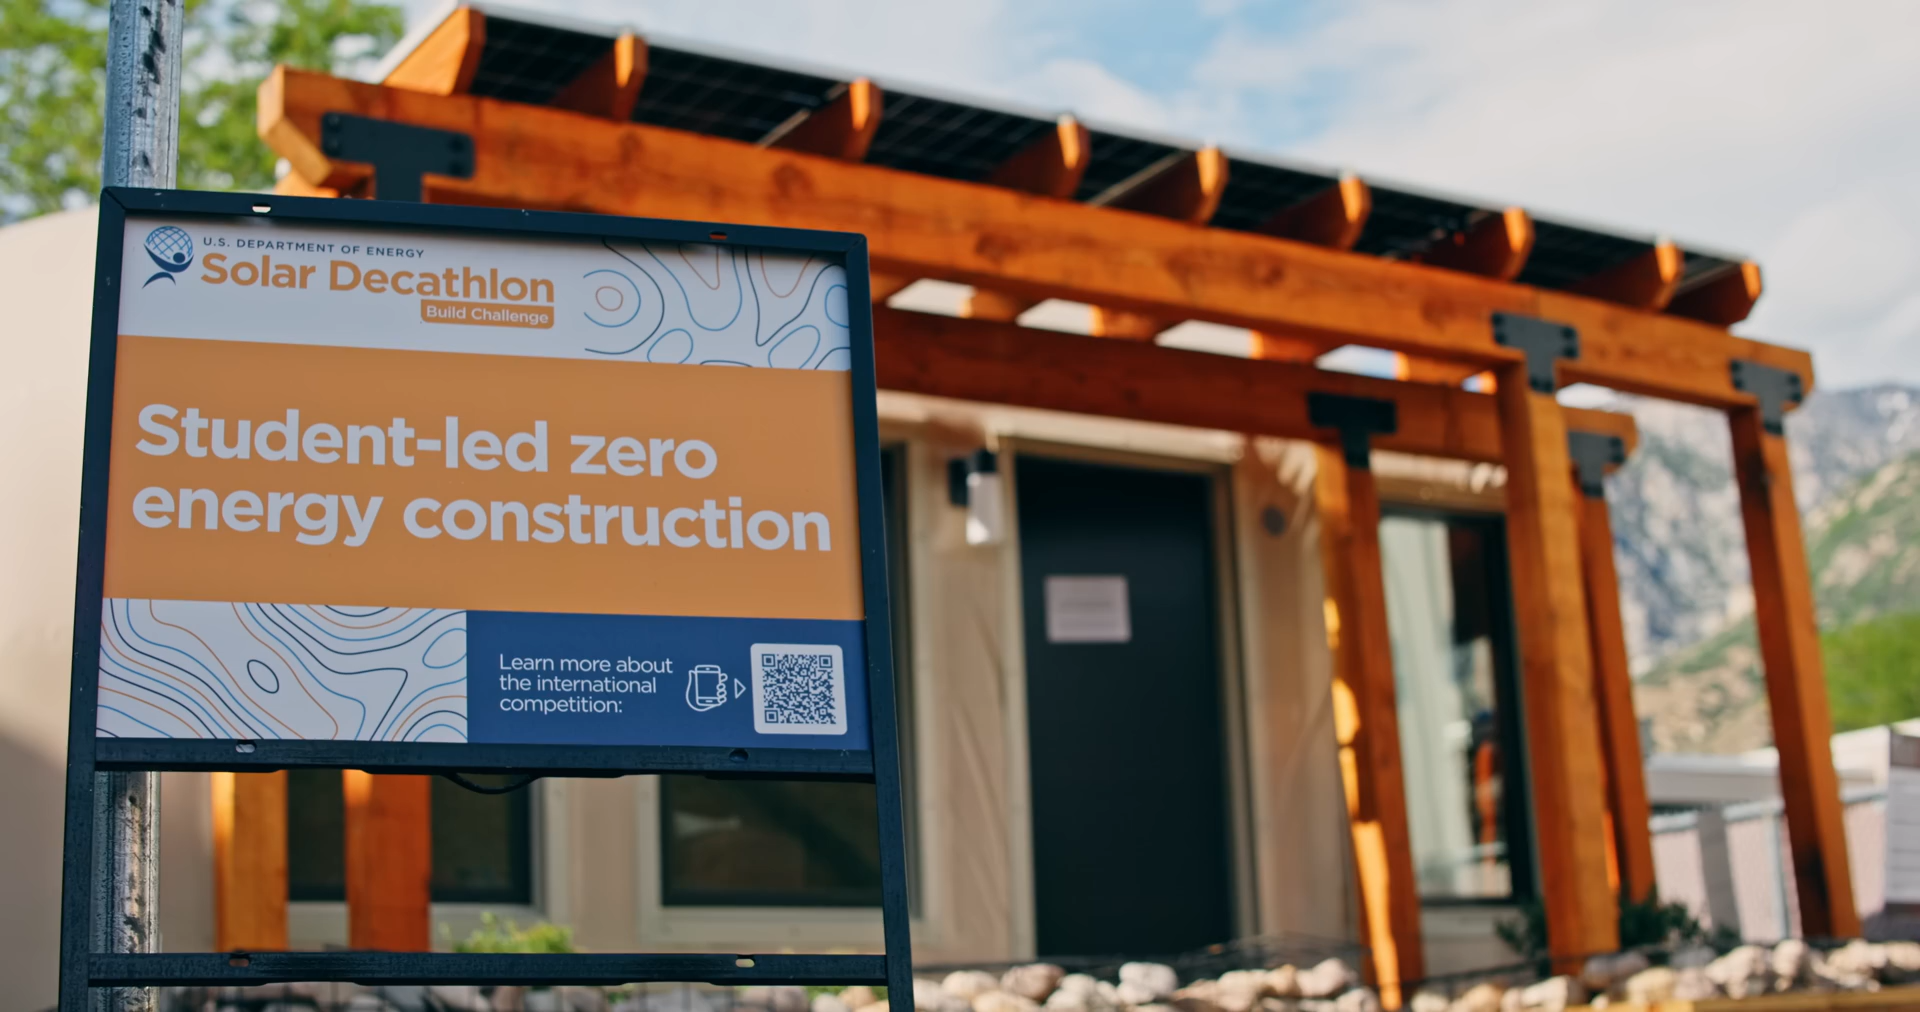 U.S. DEPARTMENT OF ENERGY
Solar Decathlon
Build Challenge
Student-led zero
energy construction
Learn more about
the international
competition: